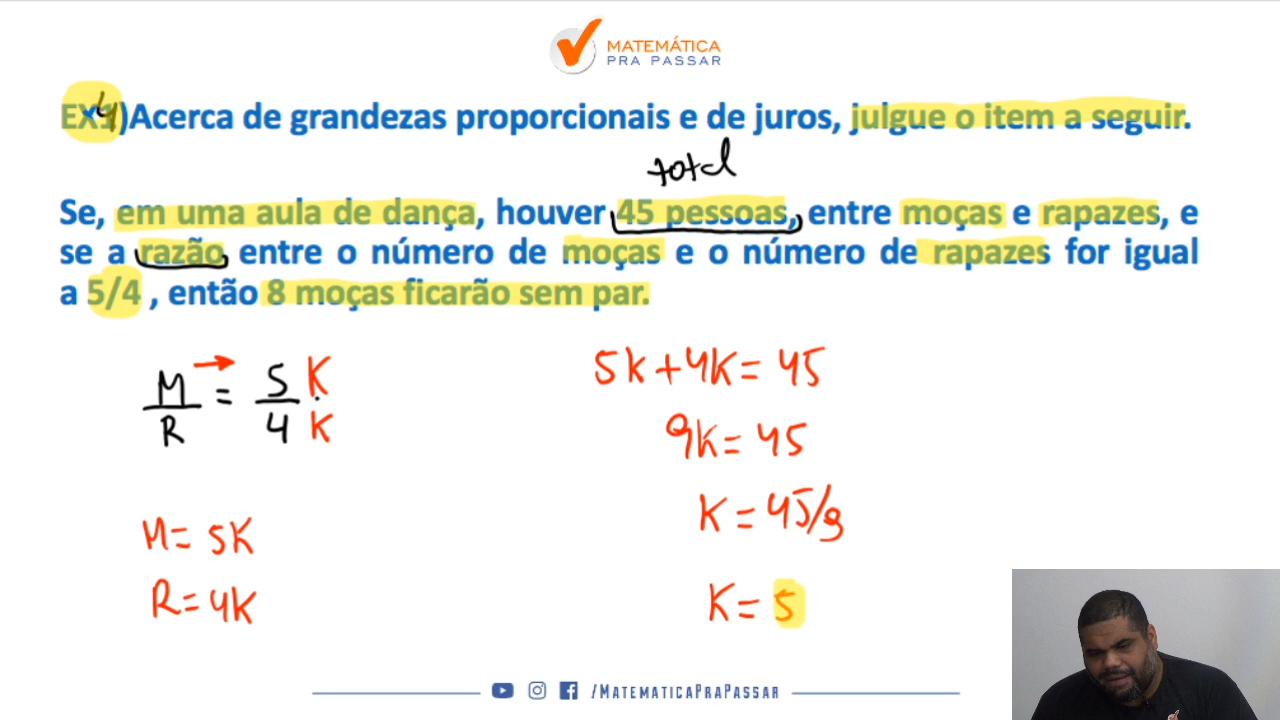 MATEMÁTICA
PRA PASSAR
EX4)Acerca de grandezas proporcionais e de juros, julgue o item a seguir.
total
Se, em uma aula de dança, houver 45 pessoas, entre moças e rapazes, e
se a razão entre o número de moças e o número de rapazes for igual
a 5/4 , então 8 moças ficarão sem par.
M/R = 5K/4K
5K+4K=45
9K=45
K=45/9
M=5K
R=4K
K=5
/MatematicaPraPassar